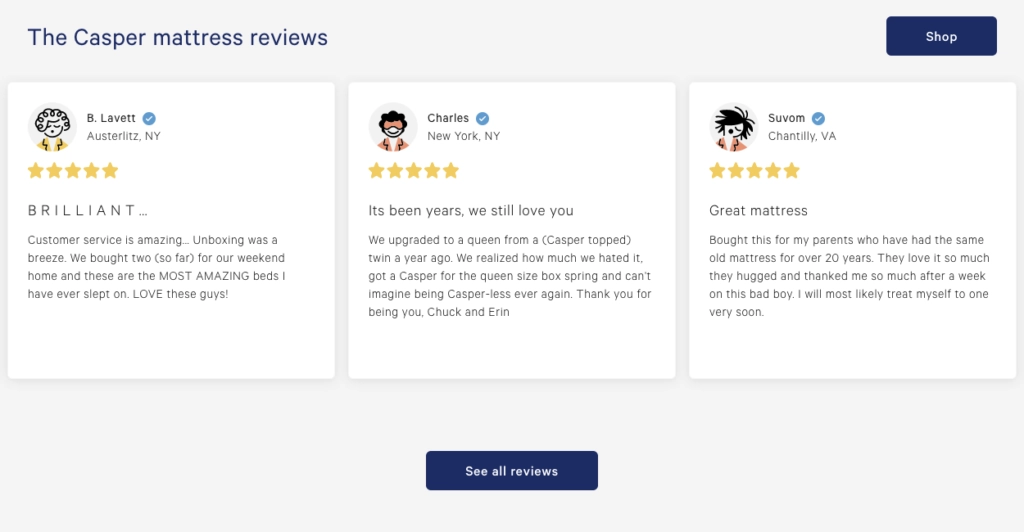 The Casper mattress reviews
Shop
B. Lavett
Austerlitz, NY
BRILLIANT…
Customer service is amazing… Unboxing was a
breeze. We bought two (so far) for our weekend
home and these are the MOST AMAZING beds I
have ever slept on. LOVE these guys!
Charles
New York, NY
Its been years, we still love you
We upgraded to a queen from a (Casper topped)
twin a year ago. We realized how much we hated it,
got a Casper for the queen size box spring and can't
imagine being Casper-less ever again. Thank you for
being you, Chuck and Erin
Suvom
Chantilly, VA
Great mattress
Bought this for my parents who have had the same
old mattress for over 20 years. They love it so much
they hugged and thanked me so much after a week
on this bad boy. I will most likely treat myself to one
very soon.
See all reviews